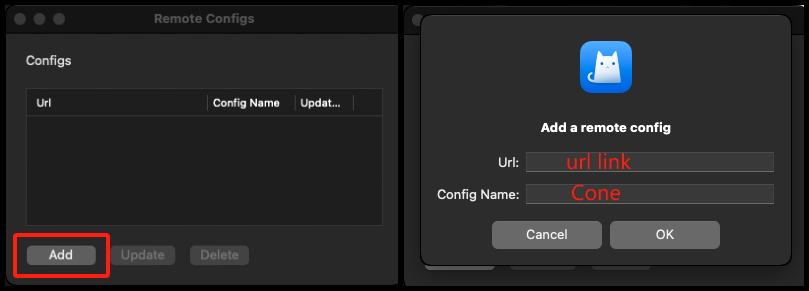 Remote Configs
Configs
Url Config Name Updat...
Add Update Delete
Add a remote config
Url: url link
Config Name: Cone
Cancel OK